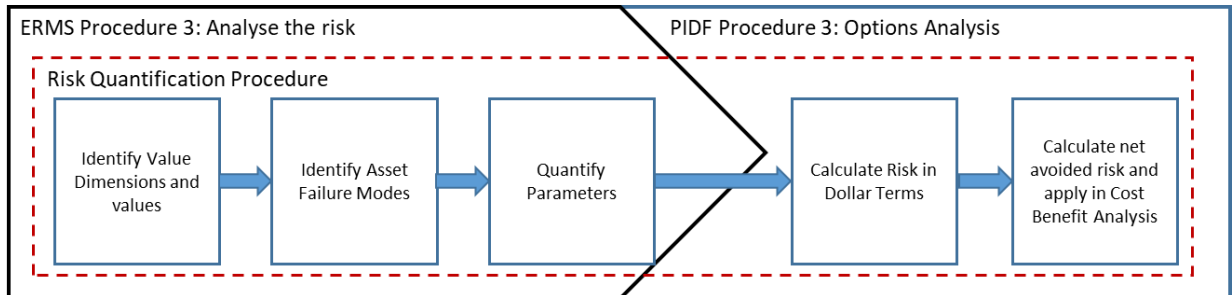 ERMS Procedure 3: Analyse the risk
PIDF Procedure 3: Options Analysis
Risk Quantification Procedure
Identify Value
Dimensions and
values
Identify Asset
Failure Modes
Quantify
Parameters
Calculate Risk in
Dollar Terms
Calculate net
avoided risk and
apply in Cost
Benefit Analysis